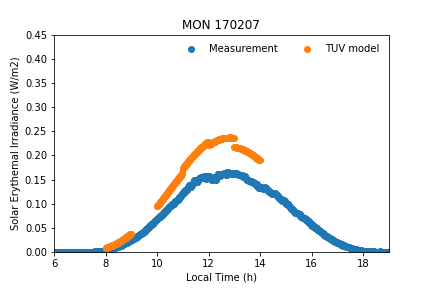 MON 170207
Measurement
TUV model
0.45
0.40
0.35
0.30
0.25
0.20
0.15
0.10
0.05
0.00
Solar Erythemal Irradiance (W/m2)
6 8 10 12 14 16 18
Local Time (h)